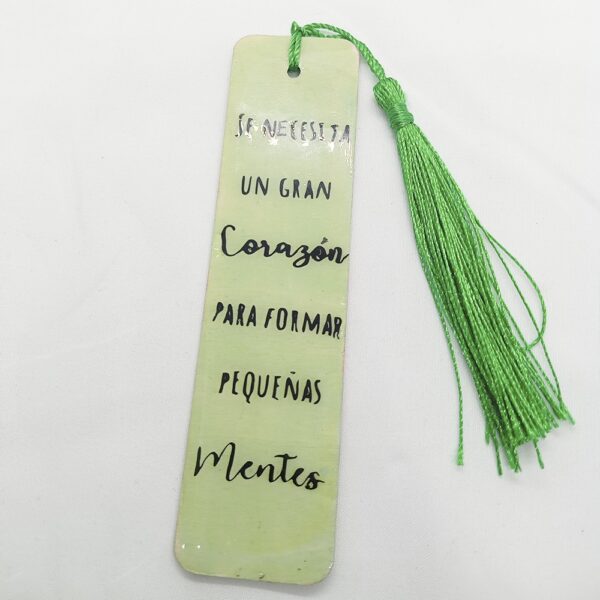 SE NECESITA
UN GRAN
Corazón
PARA FORMAR
PEQUEÑAS
Mentes